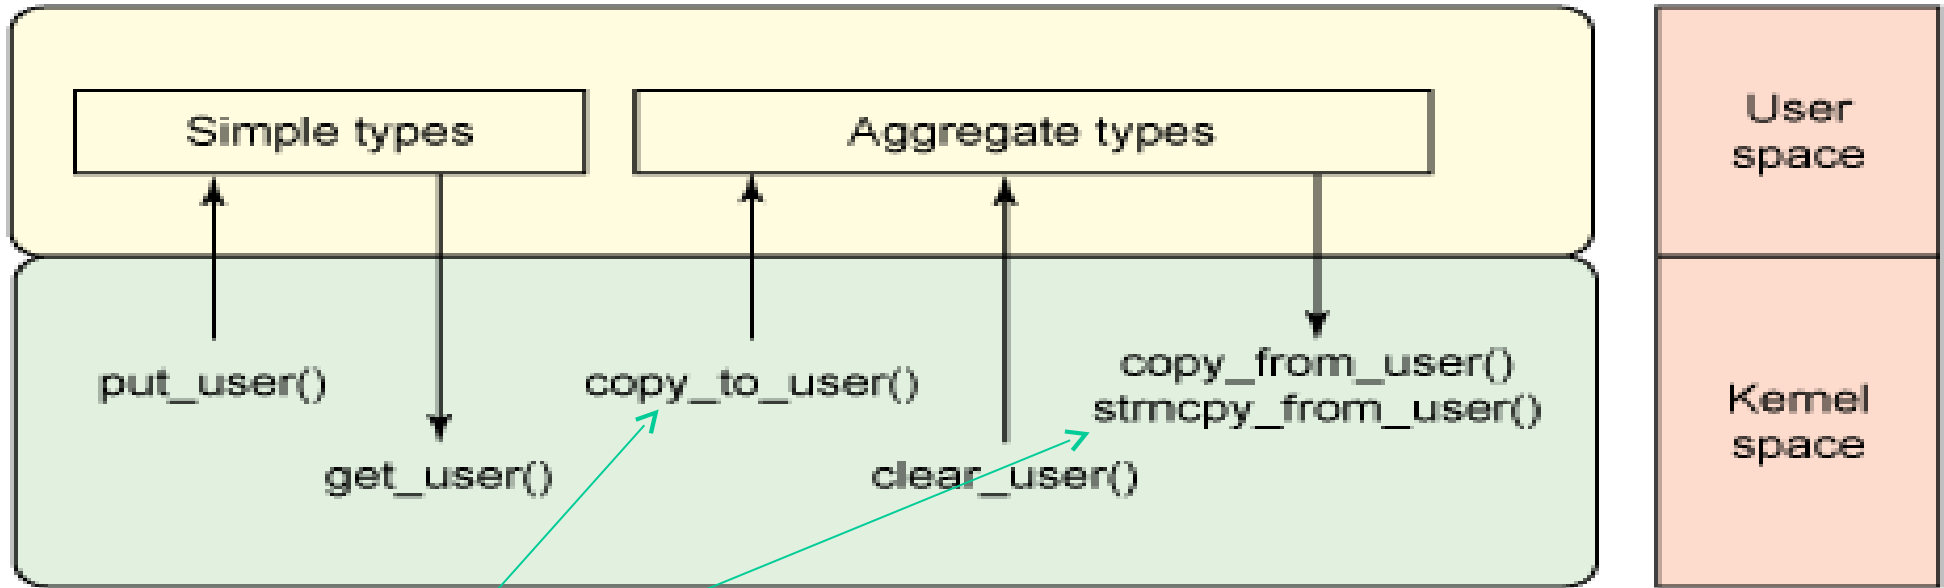 Simple types
Aggregate types
User
space
put_user()
copy_to_user()
copy_from_user()
strncpy_from_user()
get_user()
clear_user()
Kernel
space